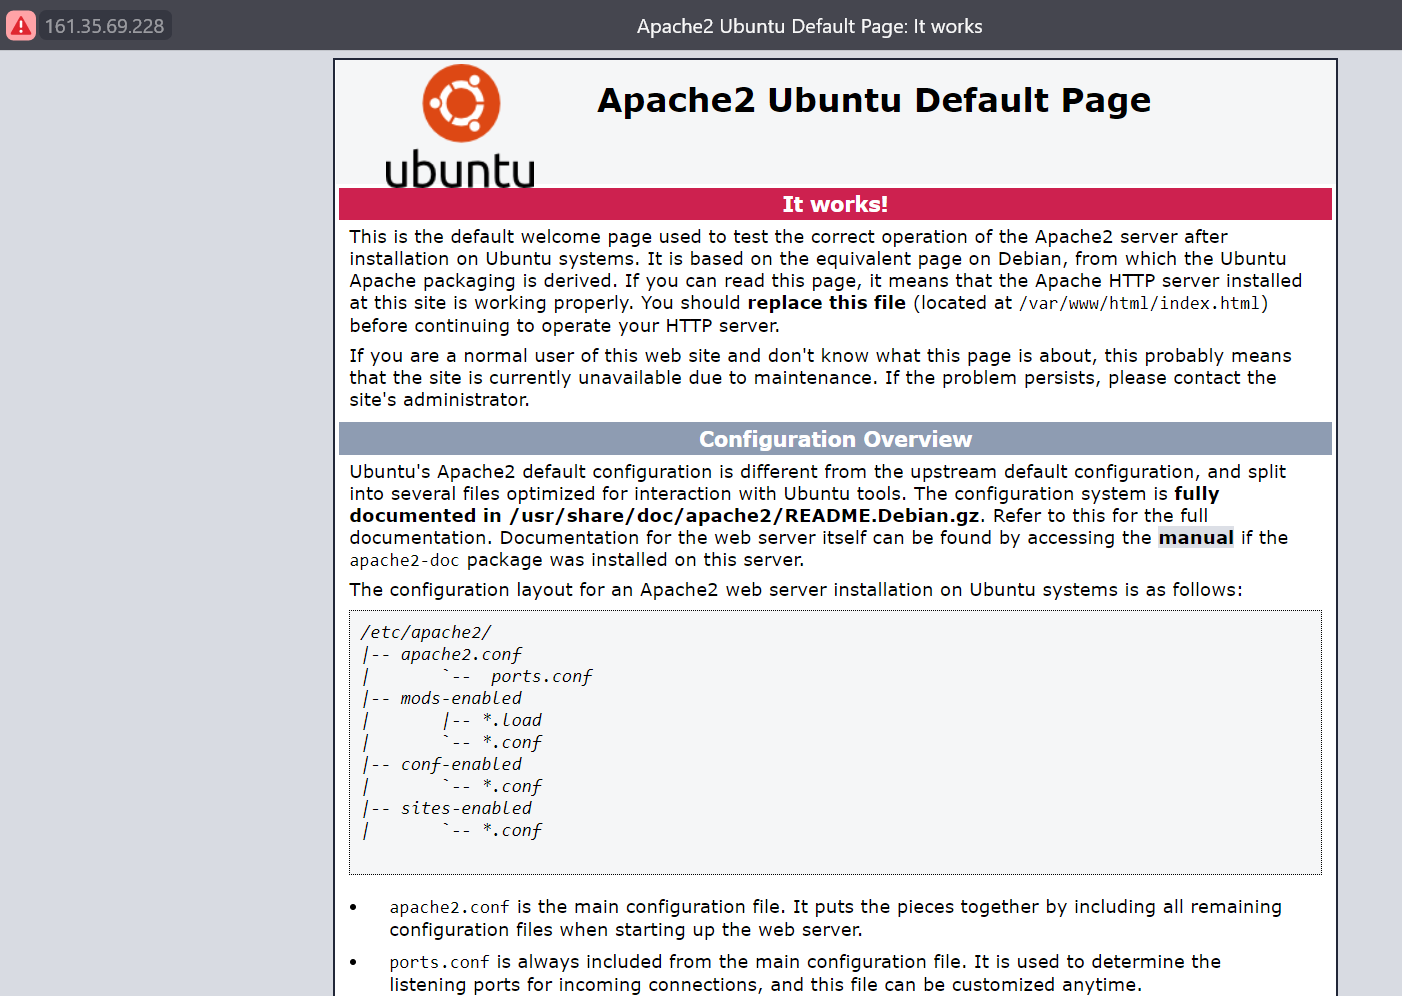 161.35.69.228
Apache2 Ubuntu Default Page: It works
ubuntu
Apache2 Ubuntu Default Page
It works!
This is the default welcome page used to test the correct operation of the Apache2 server after
installation on Ubuntu systems. It is based on the equivalent page on Debian, from which the Ubuntu
Apache packaging is derived. If you can read this page, it means that the Apache HTTP server installed
at this site is working properly. You should replace this file (located at /var/www/html/index.html)
before continuing to operate your HTTP server.
If you are a normal user of this web site and don't know what this page is about, this probably means
that the site is currently unavailable due to maintenance. If the problem persists, please contact the
site's administrator.
Configuration Overview
Ubuntu's Apache2 default configuration is different from the upstream default configuration, and split
into several files optimized for interaction with Ubuntu tools. The configuration system is fully
documented in /usr/share/doc/apache2/README.Debian.gz. Refer to this for the full
documentation. Documentation for the web server itself can be found by accessing the manual if the
apache2-doc package was installed on this server.
The configuration layout for an Apache2 web server installation on Ubuntu systems is as follows:
/etc/apache2/
|-- apache2.conf
|       `--  ports.conf
|-- mods-enabled
|       |-- *.load
|       `-- *.conf
|-- conf-enabled
|       `-- *.conf
|-- sites-enabled
|       `-- *.conf
• apache2.conf is the main configuration file. It puts the pieces together by including all remaining
configuration files when starting up the web server.
• ports.conf is always included from the main configuration file. It is used to determine the
listening ports for incoming connections, and this file can be customized anytime.